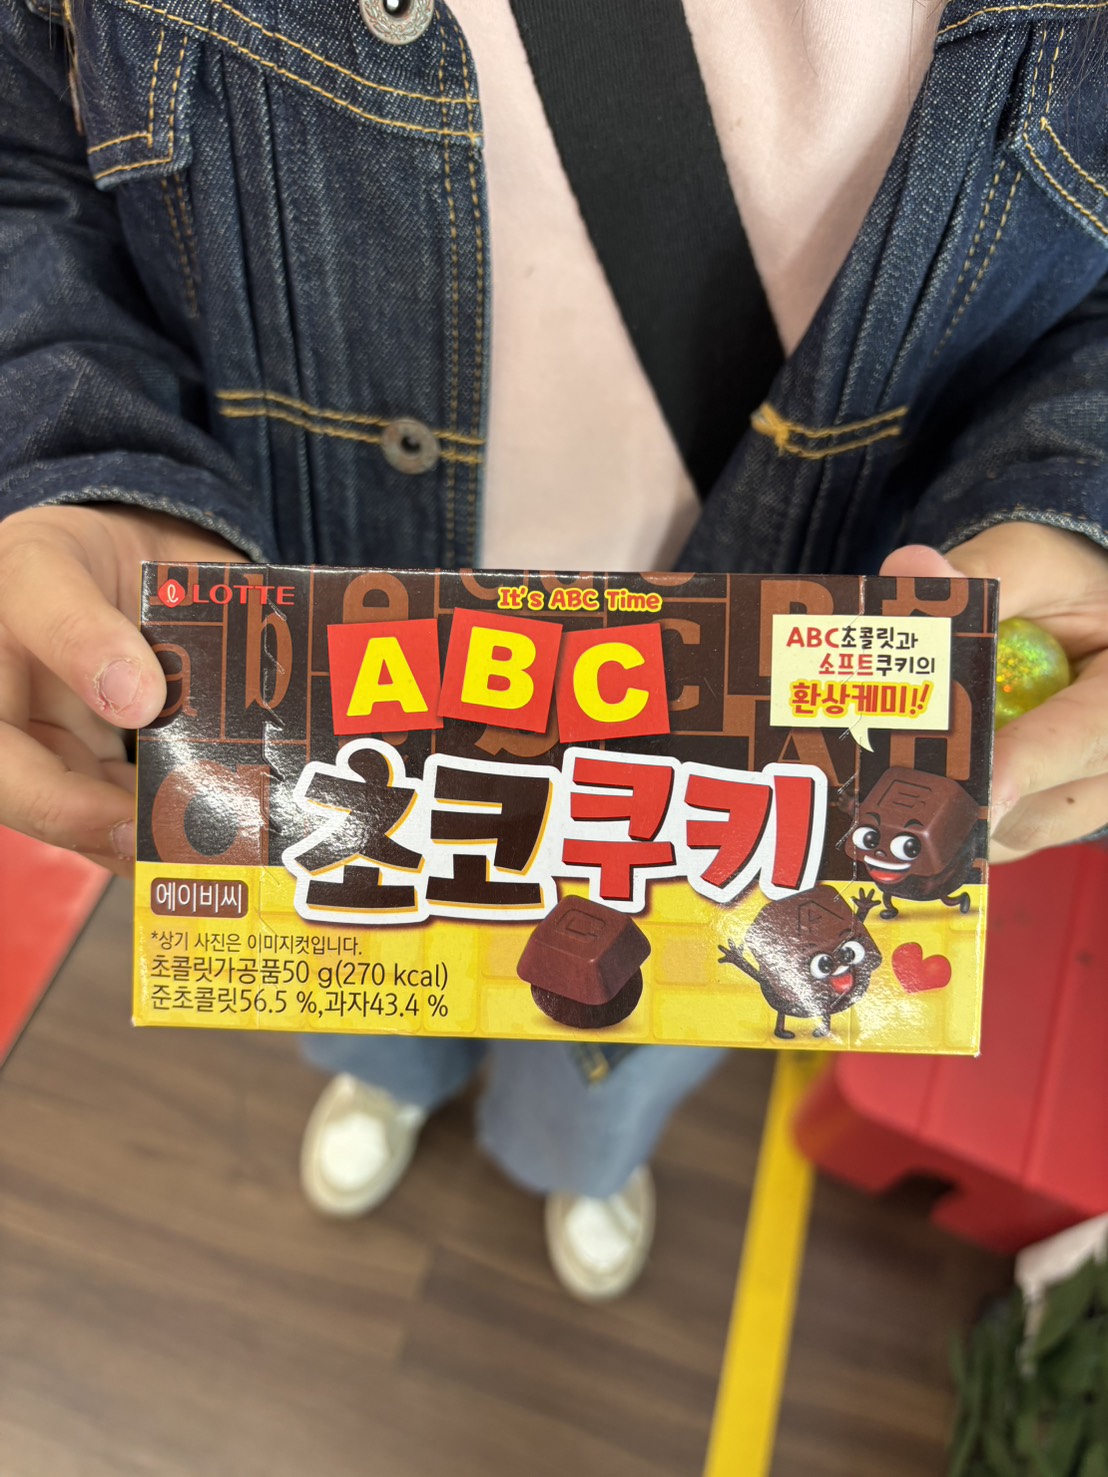 LOTTE
It's ABC Time
ABC
초코쿠키
ABC초콜릿과
소프트쿠키의
환상케미!!
에이비씨
*상기 사진은 이미지컷입니다.
초콜릿가공품50 g(270 kcal)
준초콜릿56.5 %,과자43.4 %